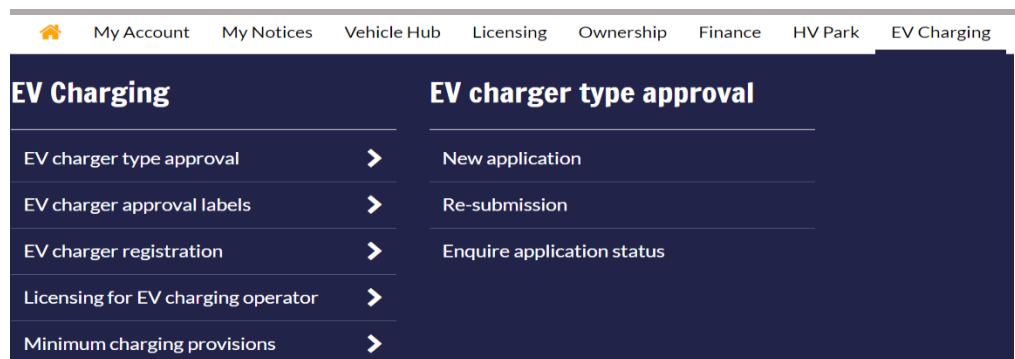 My Account My Notices Vehicle Hub Licensing Ownership Finance HV Park EV Charging
EV Charging
EV charger type approval
EV charger approval labels
EV charger registration
Licensing for EV charging operator
Minimum charging provisions
EV charger type approval
New application
Re-submission
Enquire application status